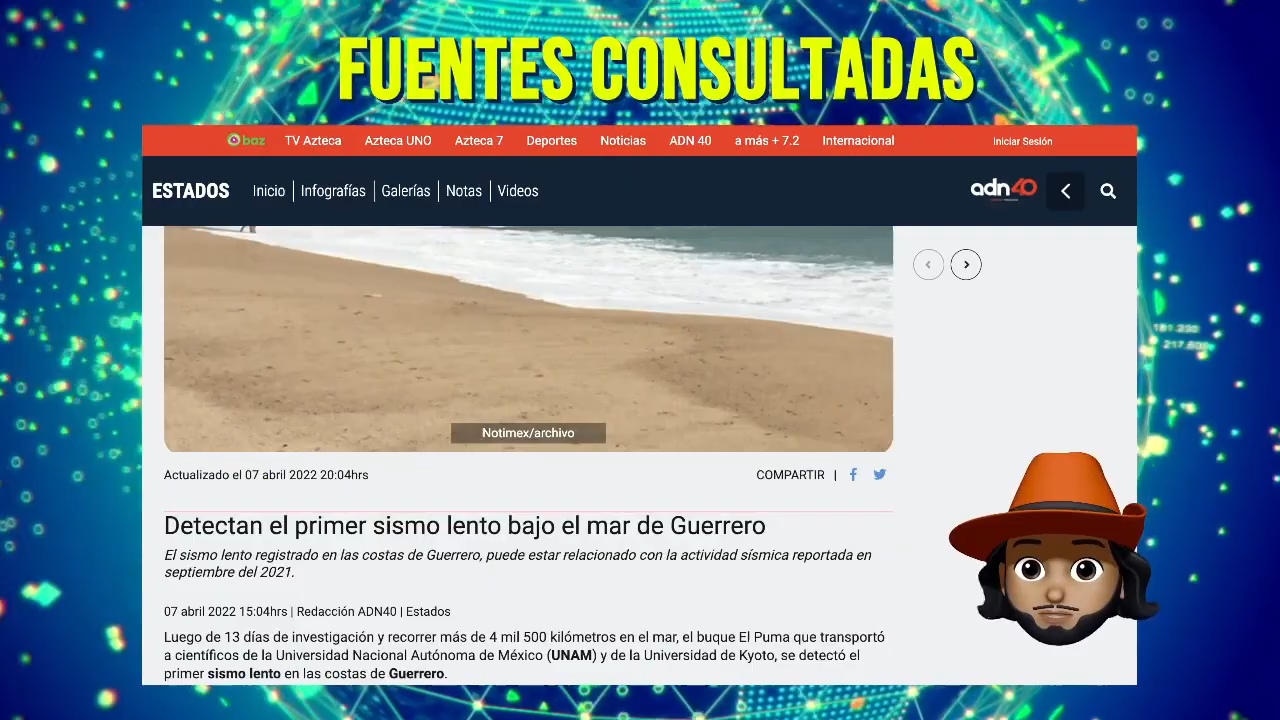 FUENTES CONSULTADAS
baz TV Azteca Azteca UNO Azteca 7 Deportes Noticias ADN 40 a más + 7.2 Internacional Iniciar Sesión
ESTADOS Inicio Infografías Galerías Notas Videos adn40
181.230
217.6
Notimex/archivo
Actualizado el 07 abril 2022 20:04hrs COMPARTIR |
Detectan el primer sismo lento bajo el mar de Guerrero
El sismo lento registrado en las costas de Guerrero, puede estar relacionado con la actividad sísmica reportada en
septiembre del 2021.
07 abril 2022 15:04hrs | Redacción ADN40 | Estados
Luego de 13 días de investigación y recorrer más de 4 mil 500 kilómetros en el mar, el buque El Puma que transportó
a científicos de la Universidad Nacional Autónoma de México (UNAM) y de la Universidad de Kyoto, se detectó el
primer sismo lento en las costas de Guerrero.